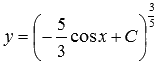 y = (-5/3 cos x + C)^(3/5)